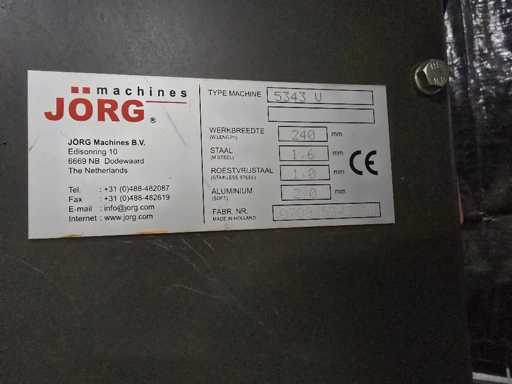 machines
JÖRG®
JÖRG Machines B.V.
Edisonring 10
6669 NB Dodewaard
The Netherlands
Tel. : +31 (0)488-482087
Fax : +31 (0)488-482619
E-mail : info@jorg.com
Internet : www.jorg.com
TYPE MACHINE 5343 U
WERKBREEDTE 240 mm
(W.LENGTH)
STAAL 1.6 mm
(M.STEEL)
ROESTVRIJSTAAL 1.0 mm
(STAINLESS STEEL)
ALUMINIUM 2.0 mm
(SOFT)
FABR. NR.
MADE IN HOLLAND
CE